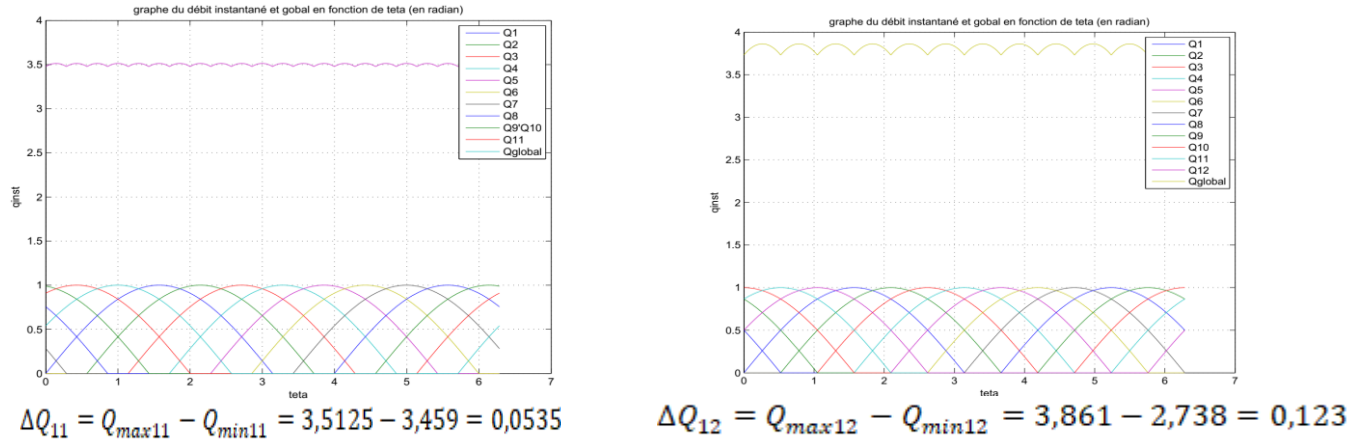 graphe du débit instantané et gobal en fonction de teta (en radian)
4
3.5
3
2.5
2
1.5
1
0.5
0
qinst
0 1 2 3 4 5 6 7
teta
Q1
Q2
Q3
Q4
Q5
Q6
Q7
Q8
Q9'Q10
Q11
Qglobal
ΔQ11 = Qmax11 − Qmin11 = 3,5125 − 3,459 = 0,0535
graphe du débit instantané et gobal en fonction de teta (en radian)
4
3.5
3
2.5
2
1.5
1
0.5
0
qinst
0 1 2 3 4 5 6 7
teta
Q1
Q2
Q3
Q4
Q5
Q6
Q7
Q8
Q9
Q10
Q11
Q12
Qglobal
ΔQ12 = Qmax12 − Qmin12 = 3,861 − 2,738 = 0,123